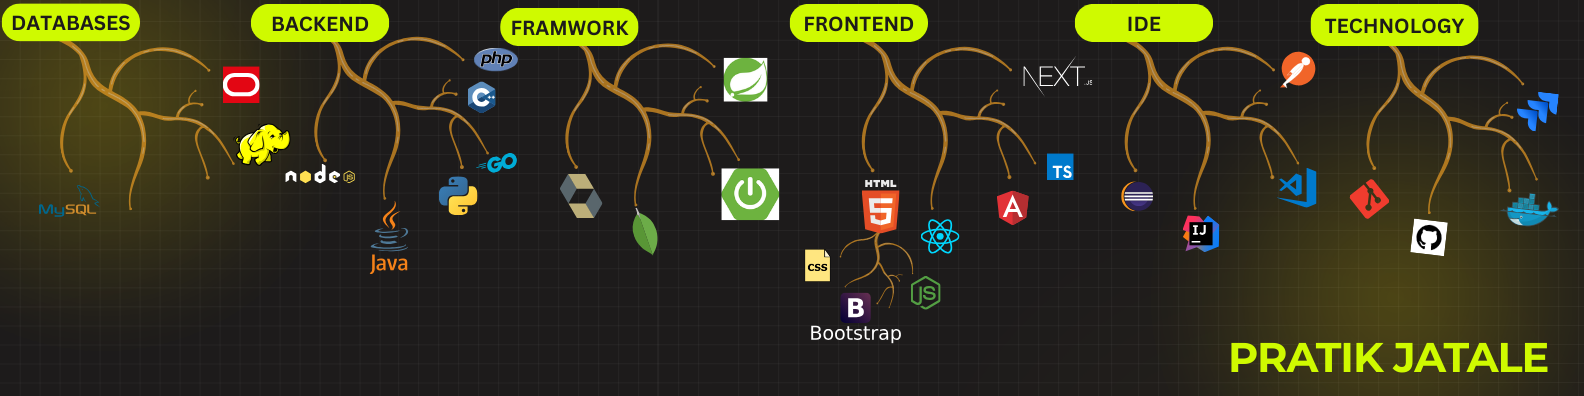 DATABASES
BACKEND
FRAMWORK
FRONTEND
IDE
TECHNOLOGY
MySQL
node
JS
php
C++
GO
Java
NEXT
.JS
TS
HTML
5
A
CSS
B
Bootstrap
JS
IJ
PRATIK JATALE